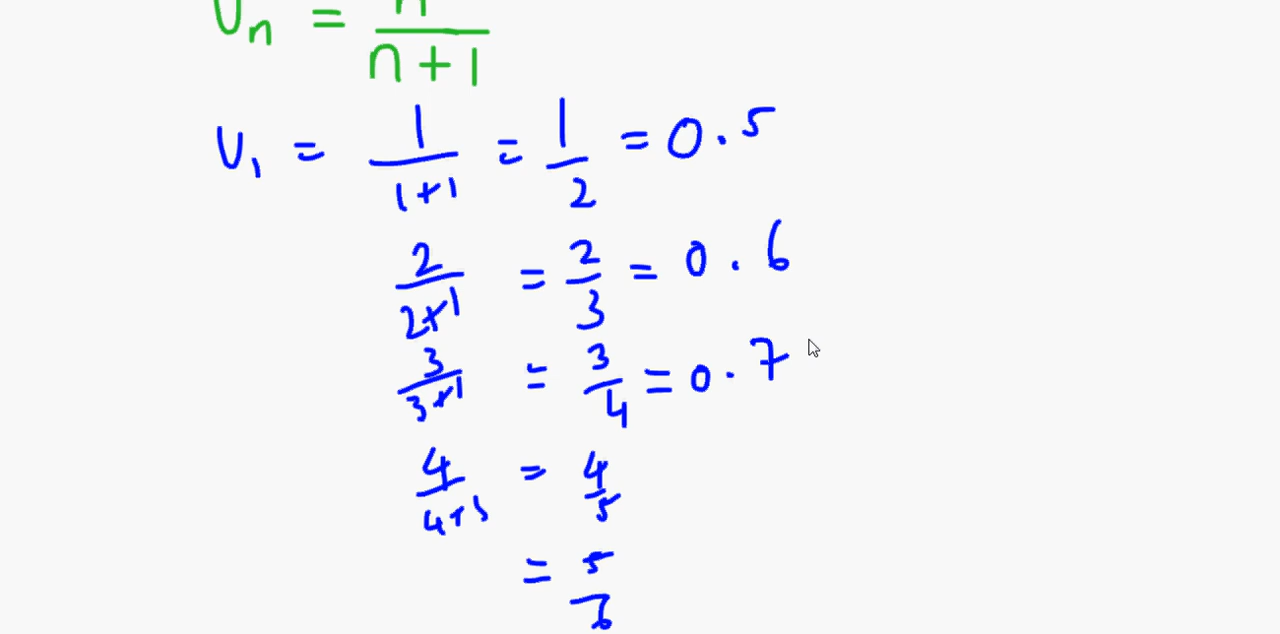 Un = n/(n+1)
U1 = 1/(1+1) = 1/2 = 0.5
2/(2+1) = 2/3 = 0.6
3/(3+1) = 3/4 = 0.7
4/(4+1) = 4/5
= 5/6